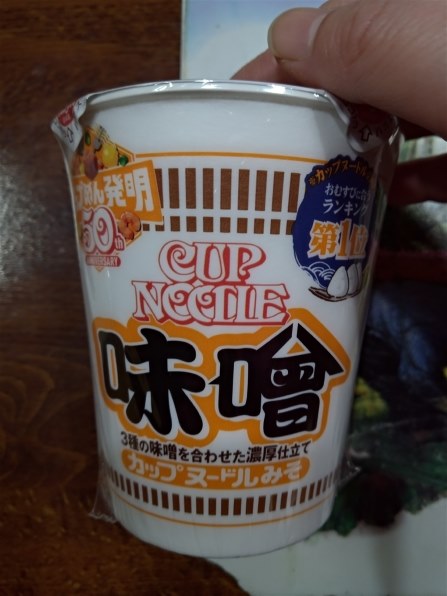 発明
50th
ANNIVERSARY
カップヌードル
おむすびに
ランキング
第1位
CUP
NOODLE
味噌
3種の味噌を合わせた濃厚仕立て
カップヌードルみそ